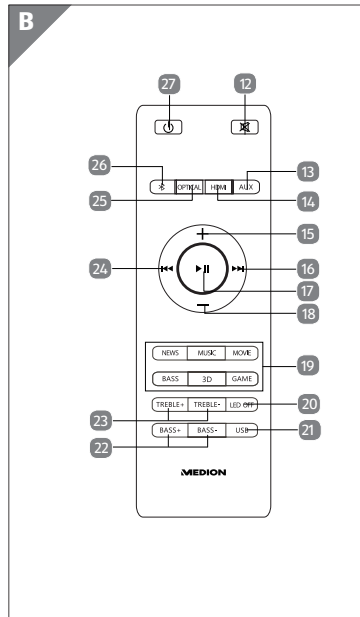 B
27 12
26 13
OPTICAL HDMI AUX
25 14
15
24 16
17
18
NEWS MUSIC MOVIE
19
BASS 3D GAME
TREBLE+ TREBLE- LED OFF 20
23
BASS+ BASS- USB 21
22
MEDION